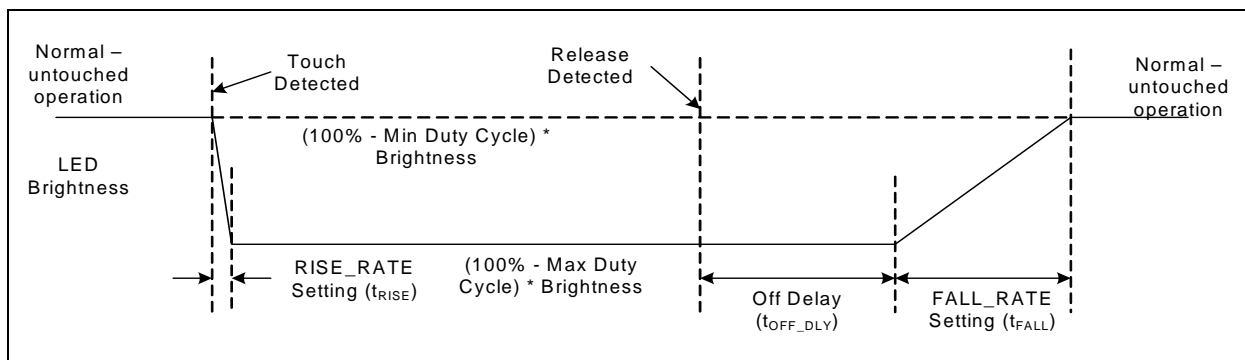 Normal –
untouched
operation
Touch
Detected
Release
Detected
Normal –
untouched
operation
(100% - Min Duty Cycle) *
Brightness
LED
Brightness
RISE_RATE
Setting (tRISE)
(100% - Max Duty
Cycle) * Brightness
Off Delay
(tOFF_DLY)
FALL_RATE
Setting (tFALL)